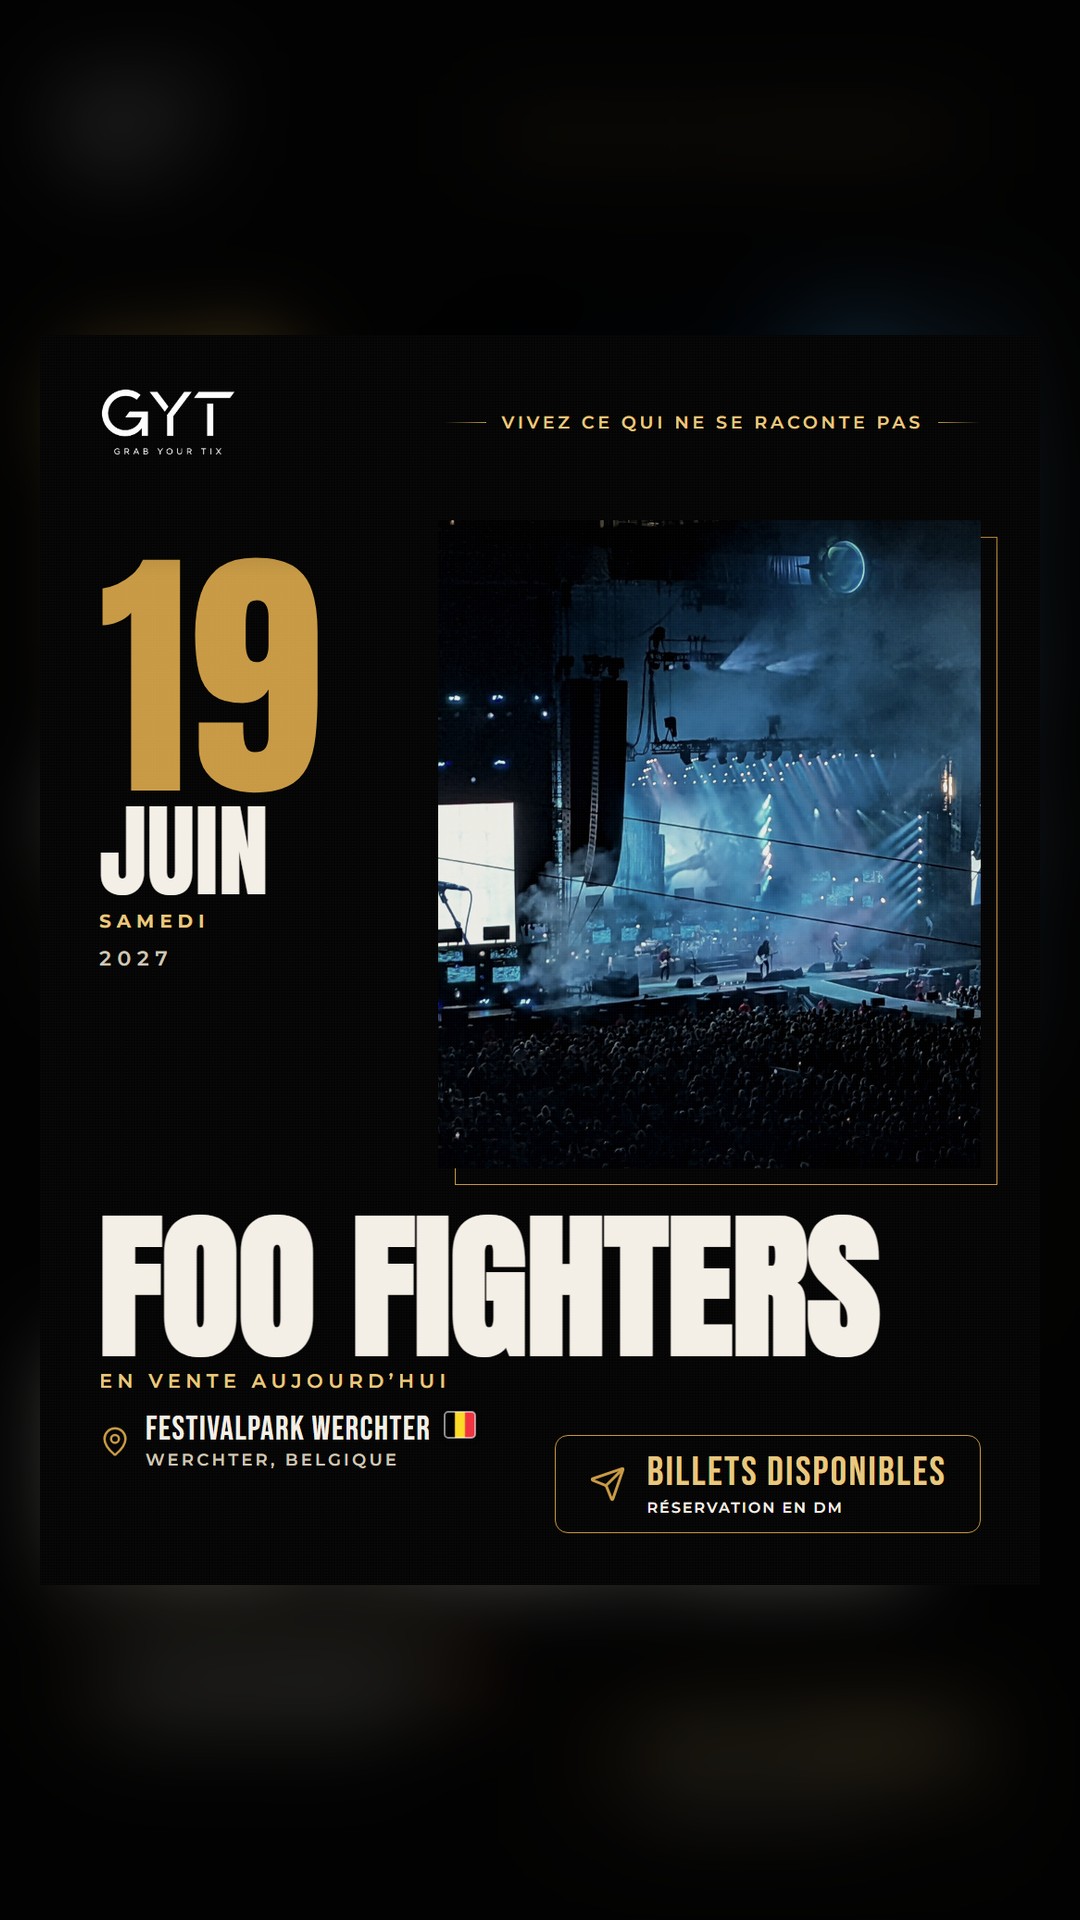 GYT
GRAB YOUR TIX
VIVEZ CE QUI NE SE RACONTE PAS
19
JUIN
SAMEDI
2027
FOO FIGHTERS
EN VENTE AUJOURD’HUI
FESTIVALPARK WERCHTER
WERCHTER, BELGIQUE
BILLETS DISPONIBLES
RÉSERVATION EN DM